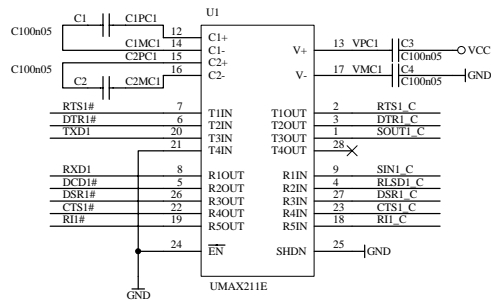 U1
C1 C1PC1 12 C1+
C100n05 C1MC1 14 C1- V+ 13 VPC1 C3 VCC
C2PC1 15 C2+ C100n05
C100n05 16 C2- V- 17 VMC1 C4 GND
C2 C2MC1 C100n05
RTS1# 7 T1IN T1OUT 2 RTS1_C
DTR1# 6 T2IN T2OUT 3 DTR1_C
TXD1 20 T3IN T3OUT 1 SOUT1_C
21 T4IN T4OUT 28
RXD1 8 R1OUT R1IN 9 SIN1_C
DCD1# 5 R2OUT R2IN 4 RLSD1_C
DSR1# 26 R3OUT R3IN 27 DSR1_C
CTS1# 22 R4OUT R4IN 23 CTS1_C
RI1# 19 R5OUT R5IN 18 RI1_C
24 EN SHDN 25 GND
GND
UMAX211E